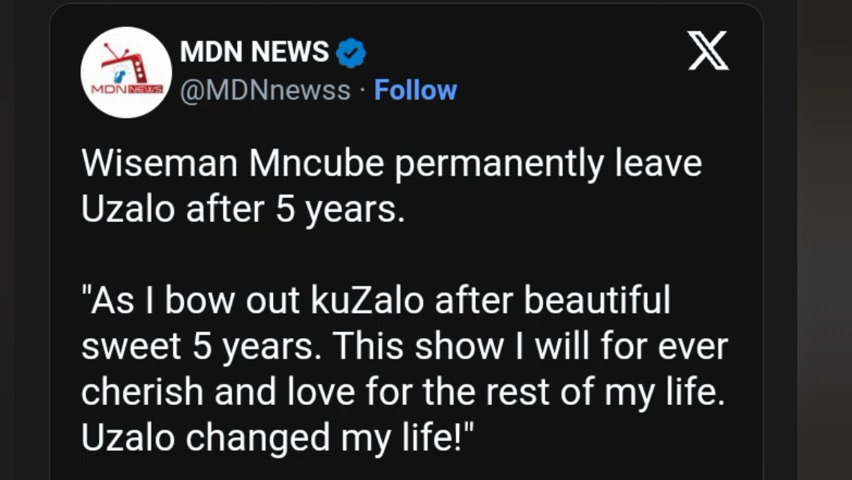 MDN NEWS
@MDNnewss · Follow
MDN NEWS
Wiseman Mncube permanently leave
Uzalo after 5 years.
"As I bow out kuZalo after beautiful
sweet 5 years. This show I will for ever
cherish and love for the rest of my life.
Uzalo changed my life!"